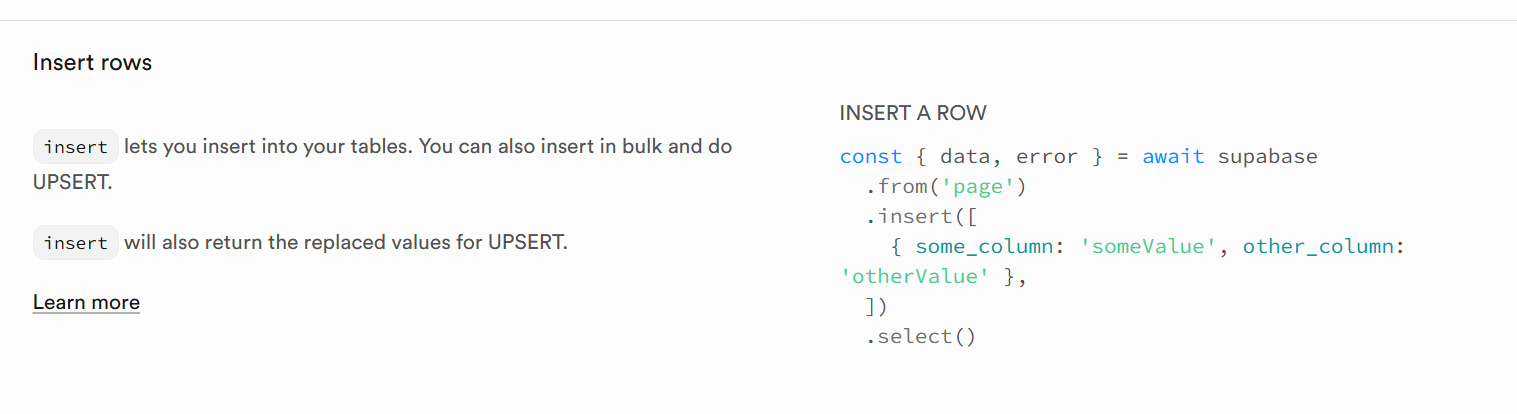 Insert rows
insert lets you insert into your tables. You can also insert in bulk and do
UPSERT.
insert will also return the replaced values for UPSERT.
Learn more
INSERT A ROW
const { data, error } = await supabase
  .from('page')
  .insert([
    { some_column: 'someValue', other_column:
'otherValue' },
  ])
  .select()